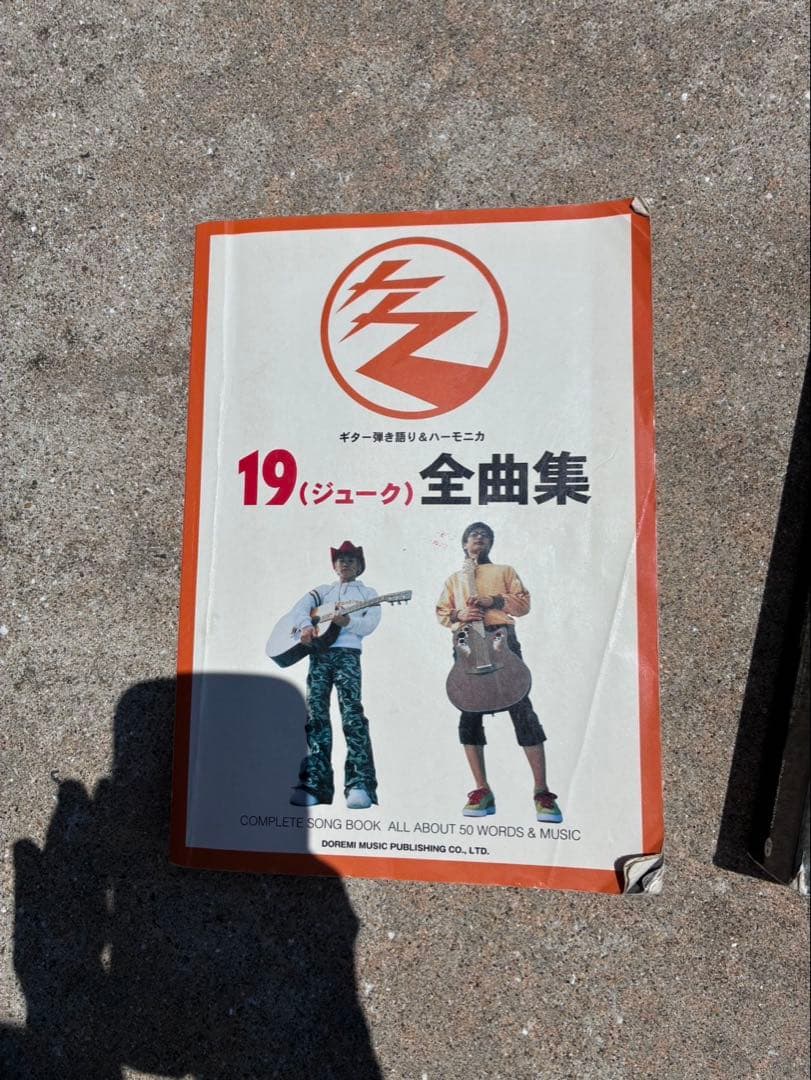 ギター弾き語り&ハーモニカ
19(ジューク)全曲集
COMPLETE SONG BOOK ALL ABOUT 50 WORDS & MUSIC
DOREMI MUSIC PUBLISHING CO., LTD.